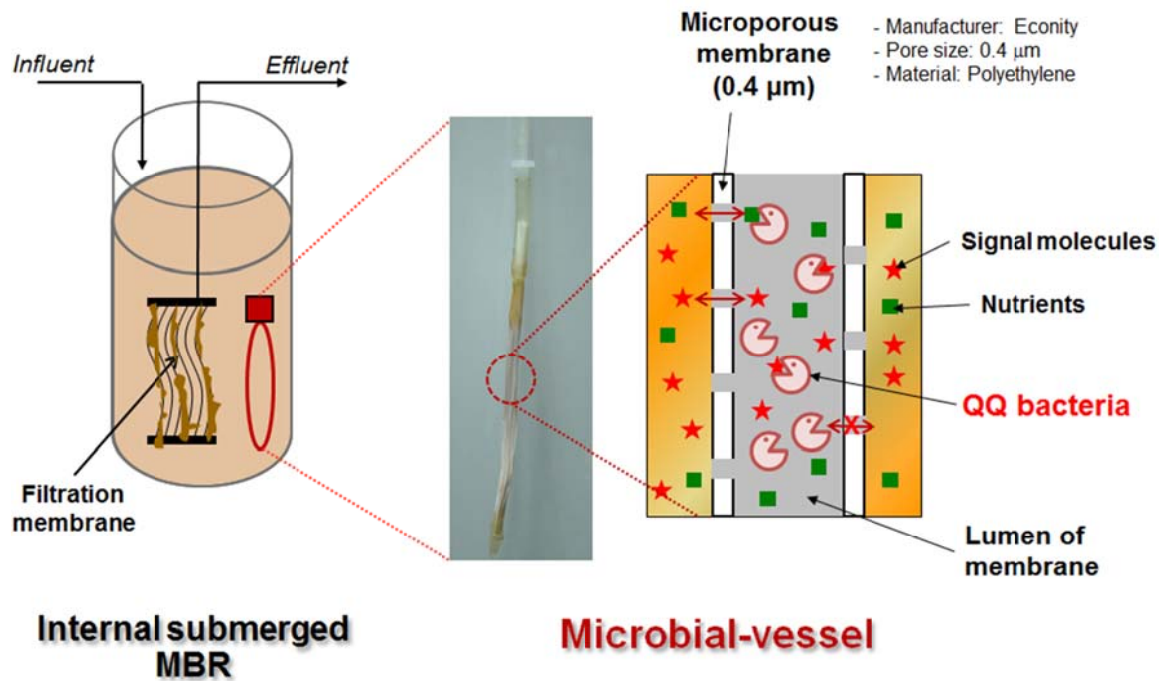 Influent
Effluent
Microporous
membrane
(0.4 μm)
- Manufacturer: Econity
- Pore size: 0.4 μm
- Material: Polyethylene
Signal molecules
Nutrients
QQ bacteria
Filtration
membrane
Lumen of
membrane
Internal submerged
MBR
Microbial-vessel